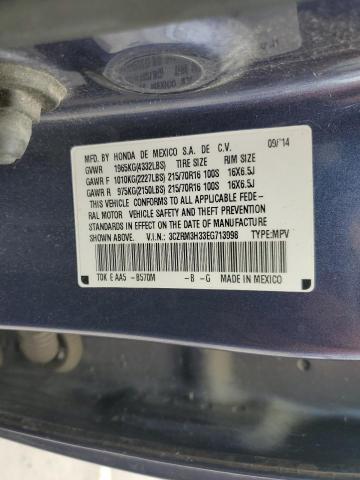 MFD. BY HONDA DE MEXICO S.A. DE C.V. 09/14
GVWR 1965KG(4332LBS) TIRE SIZE RIM SIZE
GAWR F 1010KG(2227LBS) 215/70R16 100S 16X6.5J
GAWR R 975KG(2150LBS) 215/70R16 100S 16X6.5J
THIS VEHICLE CONFORMS TO ALL APPLICABLE FEDE-
RAL MOTOR VEHICLE SAFETY AND THEFT PREVENTION
STANDARDS IN EFFECT ON THE DATE OF MANUFACTURE
SHOWN ABOVE. V.I.N.: 3CZRM3H33EG713998 TYPE:MPV
TDK E AA5 -B570M -B -G MADE IN MEXICO